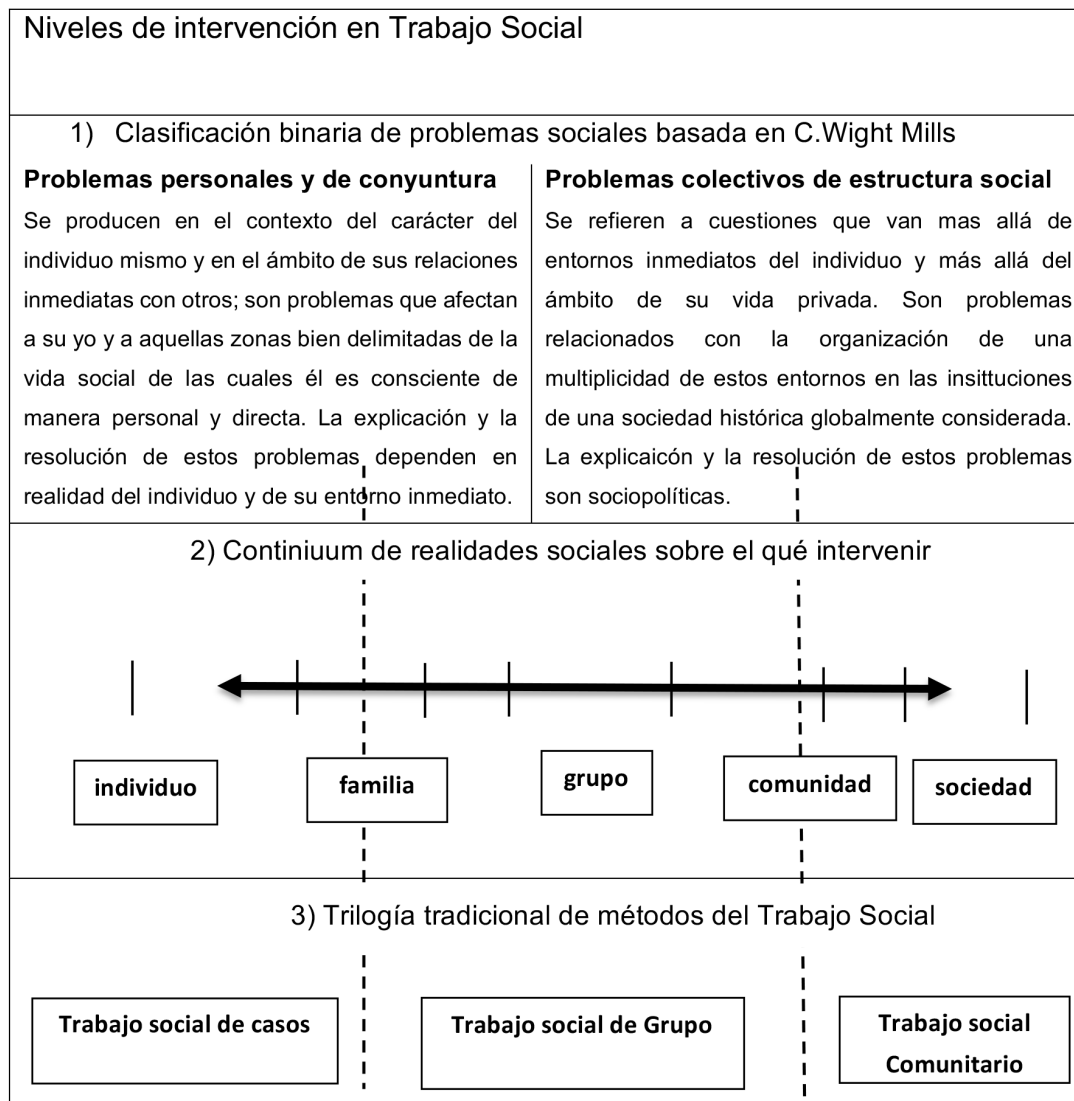 Niveles de intervención en Trabajo Social
1) Clasificación binaria de problemas sociales basada en C.Wight Mills
Problemas personales y de conyuntura
Se producen en el contexto del carácter del
individuo mismo y en el ámbito de sus relaciones
inmediatas con otros; son problemas que afectan
a su yo y a aquellas zonas bien delimitadas de la
vida social de las cuales él es consciente de
manera personal y directa. La explicación y la
resolución de estos problemas dependen en
realidad del individuo y de su entorno inmediato.
Problemas colectivos de estructura social
Se refieren a cuestiones que van mas allá de
entornos inmediatos del individuo y más allá del
ámbito de su vida privada. Son problemas
relacionados con la organización de una
multiplicidad de estos entornos en las insittuciones
de una sociedad histórica globalmente considerada.
La explicaicón y la resolución de estos problemas
son sociopolíticas.
2) Continiuum de realidades sociales sobre el qué intervenir
individuo
familia
grupo
comunidad
sociedad
3) Trilogía tradicional de métodos del Trabajo Social
Trabajo social de casos
Trabajo social de Grupo
Trabajo social
Comunitario